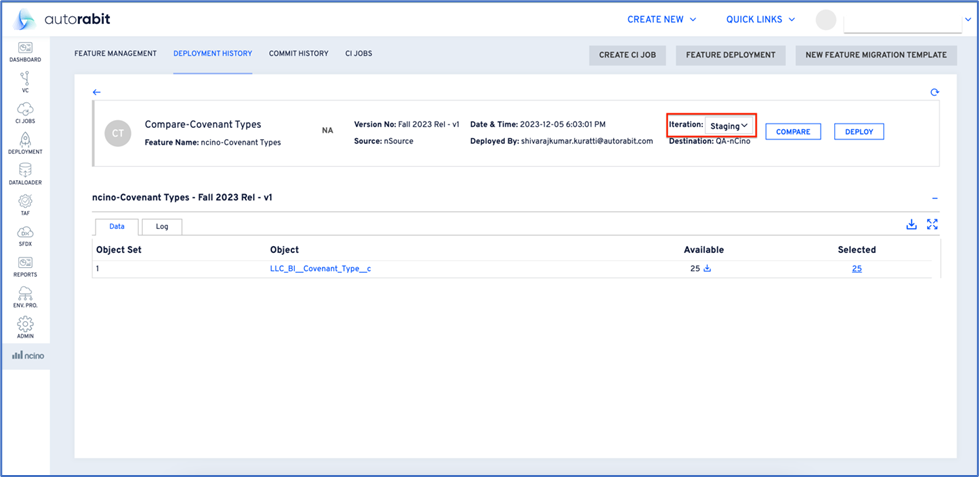 autorabit
CREATE NEW
QUICK LINKS
DASHBOARD
VC
CI JOBS
DEPLOYMENT
DATALOADER
TAF
SFDX
REPORTS
ENV. PRO.
ADMIN
ncino
FEATURE MANAGEMENT
DEPLOYMENT HISTORY
COMMIT HISTORY
CI JOBS
CREATE CI JOB
FEATURE DEPLOYMENT
NEW FEATURE MIGRATION TEMPLATE
CT
Compare-Covenant Types
Feature Name: ncino-Covenant Types
NA
Version No: Fall 2023 Rel - v1
Source: nSource
Date & Time: 2023-12-05 6:03:01 PM
Deployed By: shivarajkumar.kuratti@autorabit.com
Iteration: Staging
Destination: QA-nCino
COMPARE
DEPLOY
ncino-Covenant Types - Fall 2023 Rel - v1
Data Log
Object Set Object Available Selected
1 LLC_BI__Covenant_Type__c 25 25